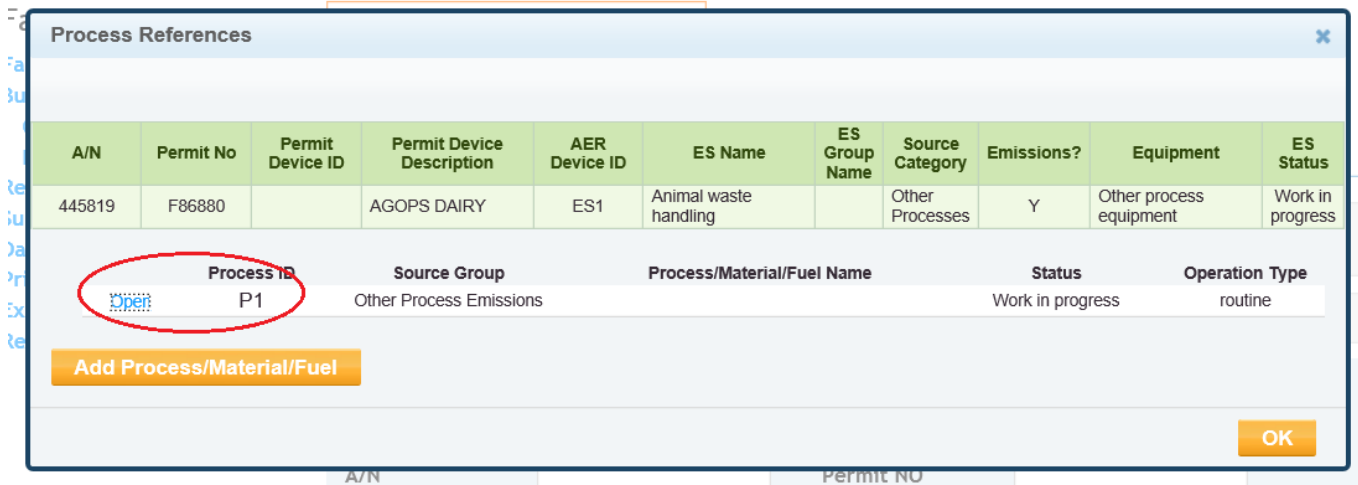 Process References
A/N Permit No Permit Device ID Permit Device Description AER Device ID ES Name ES Group Name Source Category Emissions? Equipment ES Status
445819 F86880 AGOPS DAIRY ES1 Animal waste handling Other Processes Y Other process equipment Work in progress
Process ID Source Group Process/Material/Fuel Name Status Operation Type
Open P1 Other Process Emissions Work in progress routine
Add Process/Material/Fuel
OK
A/N Permit NO